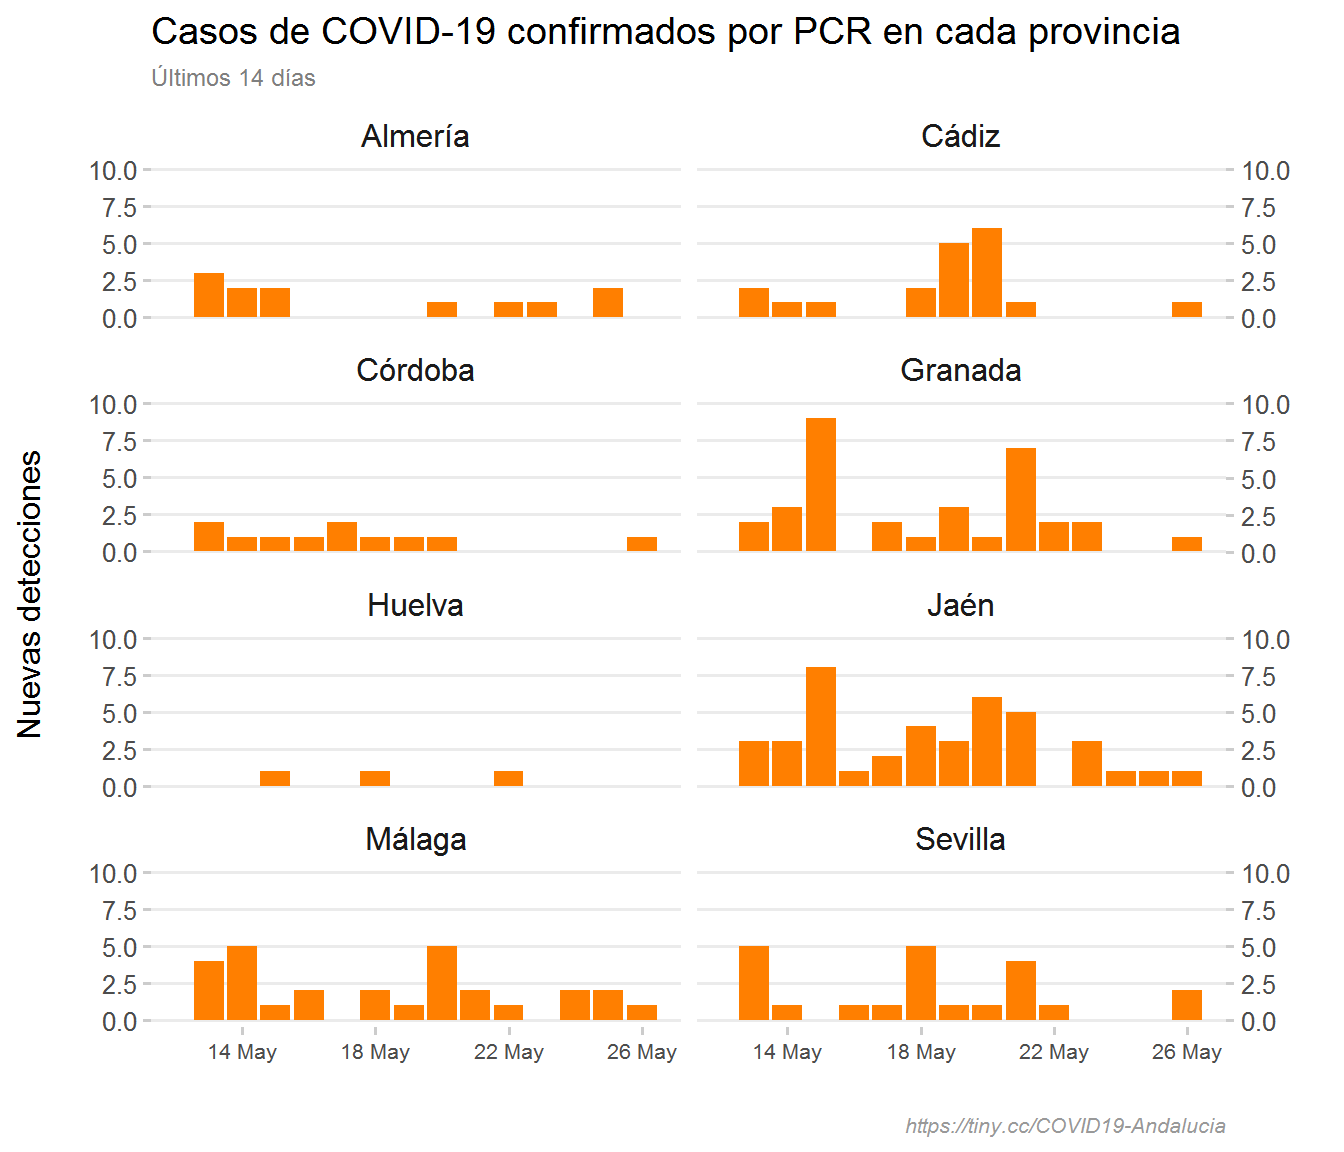 Casos de COVID-19 confirmados por PCR en cada provincia
Últimos 14 días
Almería
Cádiz
10.0
7.5
5.0
2.5
0.0
10.0
7.5
5.0
2.5
0.0
Córdoba
Granada
10.0
7.5
5.0
2.5
0.0
10.0
7.5
5.0
2.5
0.0
Nuevas detecciones
Huelva
Jaén
10.0
7.5
5.0
2.5
0.0
10.0
7.5
5.0
2.5
0.0
Málaga
Sevilla
10.0
7.5
5.0
2.5
0.0
10.0
7.5
5.0
2.5
0.0
14 May 18 May 22 May 26 May
14 May 18 May 22 May 26 May
https://tiny.cc/COVID19-Andalucia